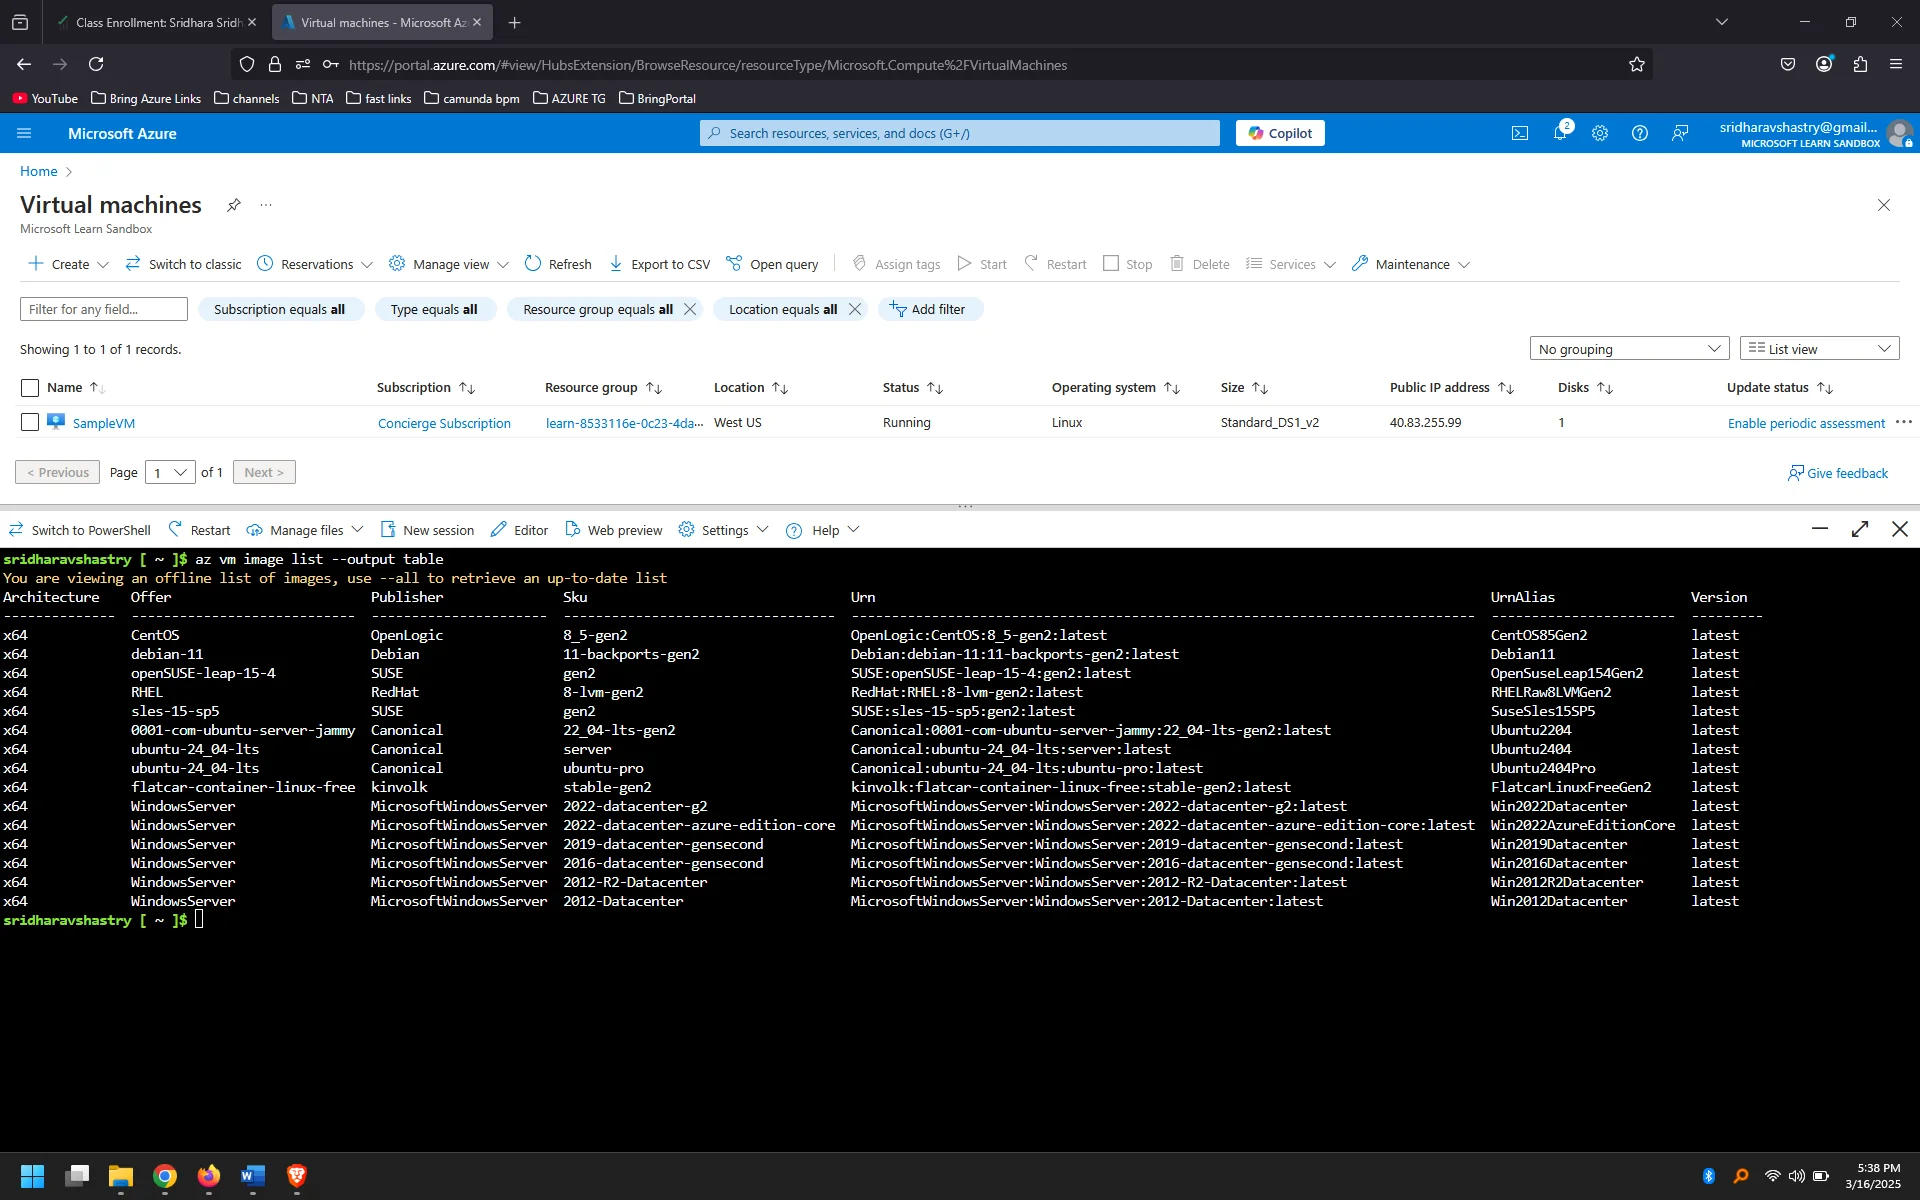 Class Enrollment: Sridhara Sridh
Virtual machines - Microsoft Az
https://portal.azure.com/#view/HubsExtension/BrowseResource/resourceType/Microsoft.Compute%2FVirtualMachines
YouTube Bring Azure Links channels NTA fast links camunda bpm AZURE TG BringPortal
Microsoft Azure
Search resources, services, and docs (G+/)
Copilot
2
sridharavshastry@gmail...
MICROSOFT LEARN SANDBOX
Home
Virtual machines
Microsoft Learn Sandbox
Create Switch to classic Reservations Manage view Refresh Export to CSV Open query Assign tags Start Restart Stop Delete Services Maintenance
Filter for any field... Subscription equals all Type equals all Resource group equals all Location equals all Add filter
Showing 1 to 1 of 1 records.
No grouping List view
Name Subscription Resource group Location Status Operating system Size Public IP address Disks Update status
SampleVM Concierge Subscription learn-8533116e-0c23-4da... West US Running Linux Standard_DS1_v2 40.83.255.99 1 Enable periodic assessment
< Previous Page 1 of 1 Next >
Give feedback
Switch to PowerShell Restart Manage files New session Editor Web preview Settings Help
sridharavshastry [ ~ ]$ az vm image list --output table
You are viewing an offline list of images, use --all to retrieve an up-to-date list
Architecture Offer Publisher Sku Urn UrnAlias Version
-------------- ---------------------------- ---------------------- ---------------------------------- ------------------------------------------------------------------------------ ----------------------- ---------
x64 CentOS OpenLogic 8_5-gen2 OpenLogic:CentOS:8_5-gen2:latest CentOS85Gen2 latest
x64 debian-11 Debian 11-backports-gen2 Debian:debian-11:11-backports-gen2:latest Debian11 latest
x64 openSUSE-leap-15-4 SUSE gen2 SUSE:openSUSE-leap-15-4:gen2:latest OpenSuseLeap154Gen2 latest
x64 RHEL RedHat 8-lvm-gen2 RedHat:RHEL:8-lvm-gen2:latest RHELRaw8LVMGen2 latest
x64 sles-15-sp5 SUSE gen2 SUSE:sles-15-sp5:gen2:latest SuseSles15SP5 latest
x64 0001-com-ubuntu-server-jammy Canonical 22_04-lts-gen2 Canonical:0001-com-ubuntu-server-jammy:22_04-lts-gen2:latest Ubuntu2204 latest
x64 ubuntu-24_04-lts Canonical server Canonical:ubuntu-24_04-lts:server:latest Ubuntu2404 latest
x64 ubuntu-24_04-lts Canonical ubuntu-pro Canonical:ubuntu-24_04-lts:ubuntu-pro:latest Ubuntu2404Pro latest
x64 flatcar-container-linux-free kinvolk stable-gen2 kinvolk:flatcar-container-linux-free:stable-gen2:latest FlatcarLinuxFreeGen2 latest
x64 WindowsServer MicrosoftWindowsServer 2022-datacenter-g2 MicrosoftWindowsServer:WindowsServer:2022-datacenter-g2:latest Win2022Datacenter latest
x64 WindowsServer MicrosoftWindowsServer 2022-datacenter-azure-edition-core MicrosoftWindowsServer:WindowsServer:2022-datacenter-azure-edition-core:latest Win2022AzureEditionCore latest
x64 WindowsServer MicrosoftWindowsServer 2019-datacenter-gensecond MicrosoftWindowsServer:WindowsServer:2019-datacenter-gensecond:latest Win2019Datacenter latest
x64 WindowsServer MicrosoftWindowsServer 2016-datacenter-gensecond MicrosoftWindowsServer:WindowsServer:2016-datacenter-gensecond:latest Win2016Datacenter latest
x64 WindowsServer MicrosoftWindowsServer 2012-R2-Datacenter MicrosoftWindowsServer:WindowsServer:2012-R2-Datacenter:latest Win2012R2Datacenter latest
x64 WindowsServer MicrosoftWindowsServer 2012-Datacenter MicrosoftWindowsServer:WindowsServer:2012-Datacenter:latest Win2012Datacenter latest
sridharavshastry [ ~ ]$
5:38 PM
3/16/2025